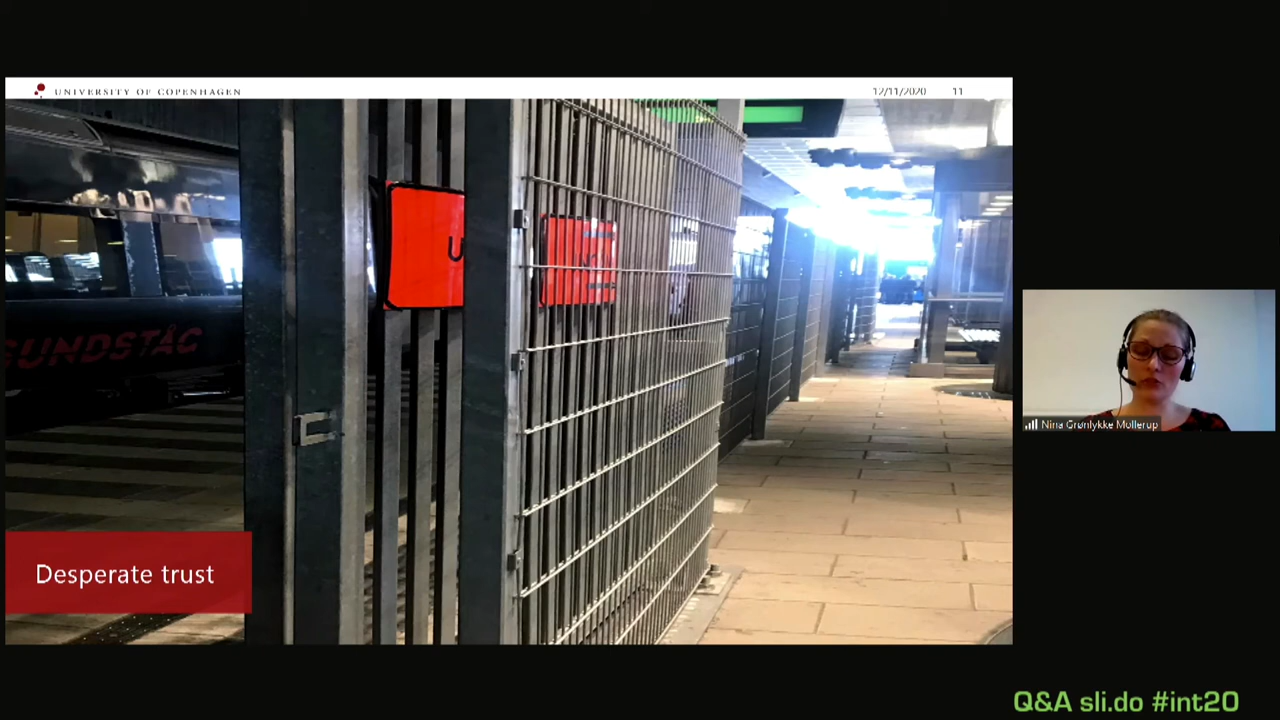 UNIVERSITY OF COPENHAGEN
12/11/2020 11
U
SUNDSTÅG
Desperate trust
Nina Grønlykke Mollerup
Q&A sli.do #int20